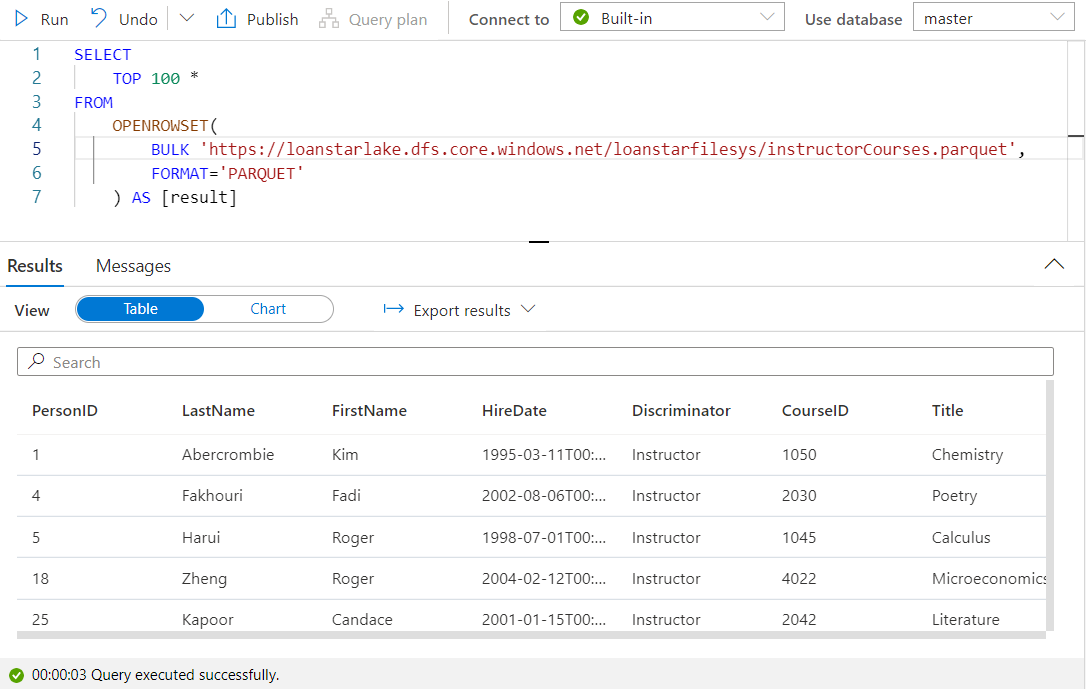 Run Undo Publish Query plan Connect to Built-in Use database master
1 SELECT
2 TOP 100 *
3 FROM
4 OPENROWSET(
5 BULK 'https://loanstarlake.dfs.core.windows.net/loanstarfilesys/instructorCourses.parquet',
6 FORMAT='PARQUET'
7 ) AS [result]
Results Messages
View Table Chart Export results
Search
PersonID LastName FirstName HireDate Discriminator CourseID Title
1 Abercrombie Kim 1995-03-11T00:... Instructor 1050 Chemistry
4 Fakhouri Fadi 2002-08-06T00:... Instructor 2030 Poetry
5 Harui Roger 1998-07-01T00:... Instructor 1045 Calculus
18 Zheng Roger 2004-02-12T00:... Instructor 4022 Microeconomics
25 Kapoor Candace 2001-01-15T00:... Instructor 2042 Literature
00:00:03 Query executed successfully.